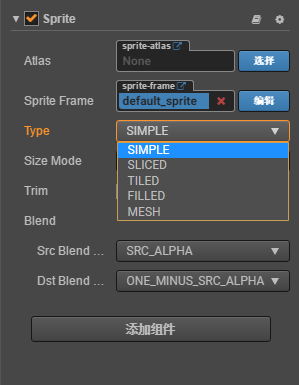 Sprite
sprite-atlas
Atlas
None
选择
sprite-frame
Sprite Frame
default_sprite
编辑
Type
SIMPLE
SIMPLE
Size Mode
SLICED
TILED
Trim
FILLED
MESH
Blend
Src Blend ...
SRC_ALPHA
Dst Blend ...
ONE_MINUS_SRC_ALPHA
添加组件